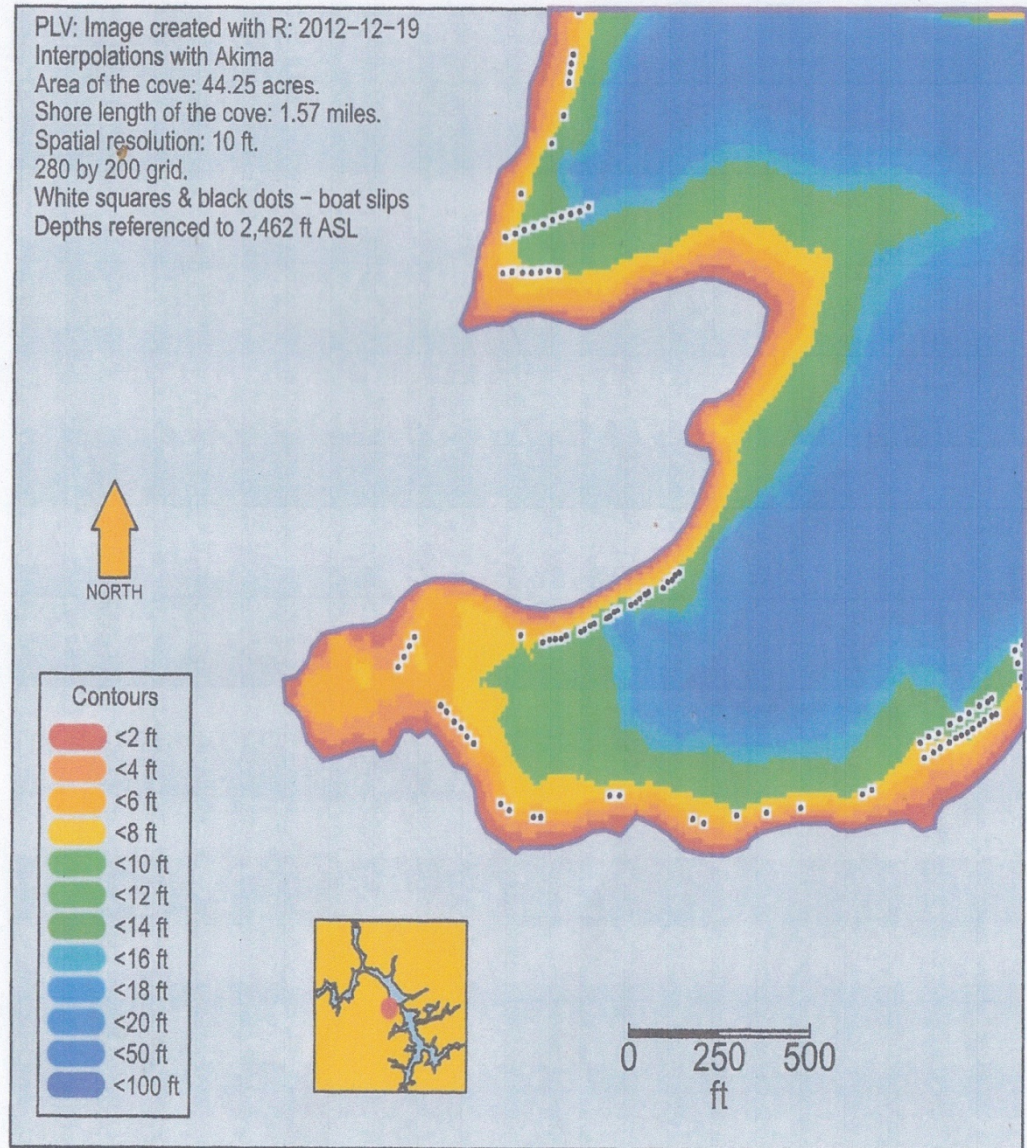 PLV: Image created with R: 2012−12−19
Interpolations with Akima
Area of the cove: 44.25 acres.
Shore length of the cove: 1.57 miles.
Spatial resolution: 10 ft.
280 by 200 grid.
White squares & black dots − boat slips
Depths referenced to 2,462 ft ASL
NORTH
Contours
<2 ft
<4 ft
<6 ft
<8 ft
<10 ft
<12 ft
<14 ft
<16 ft
<18 ft
<20 ft
<50 ft
<100 ft
0 250 500
ft